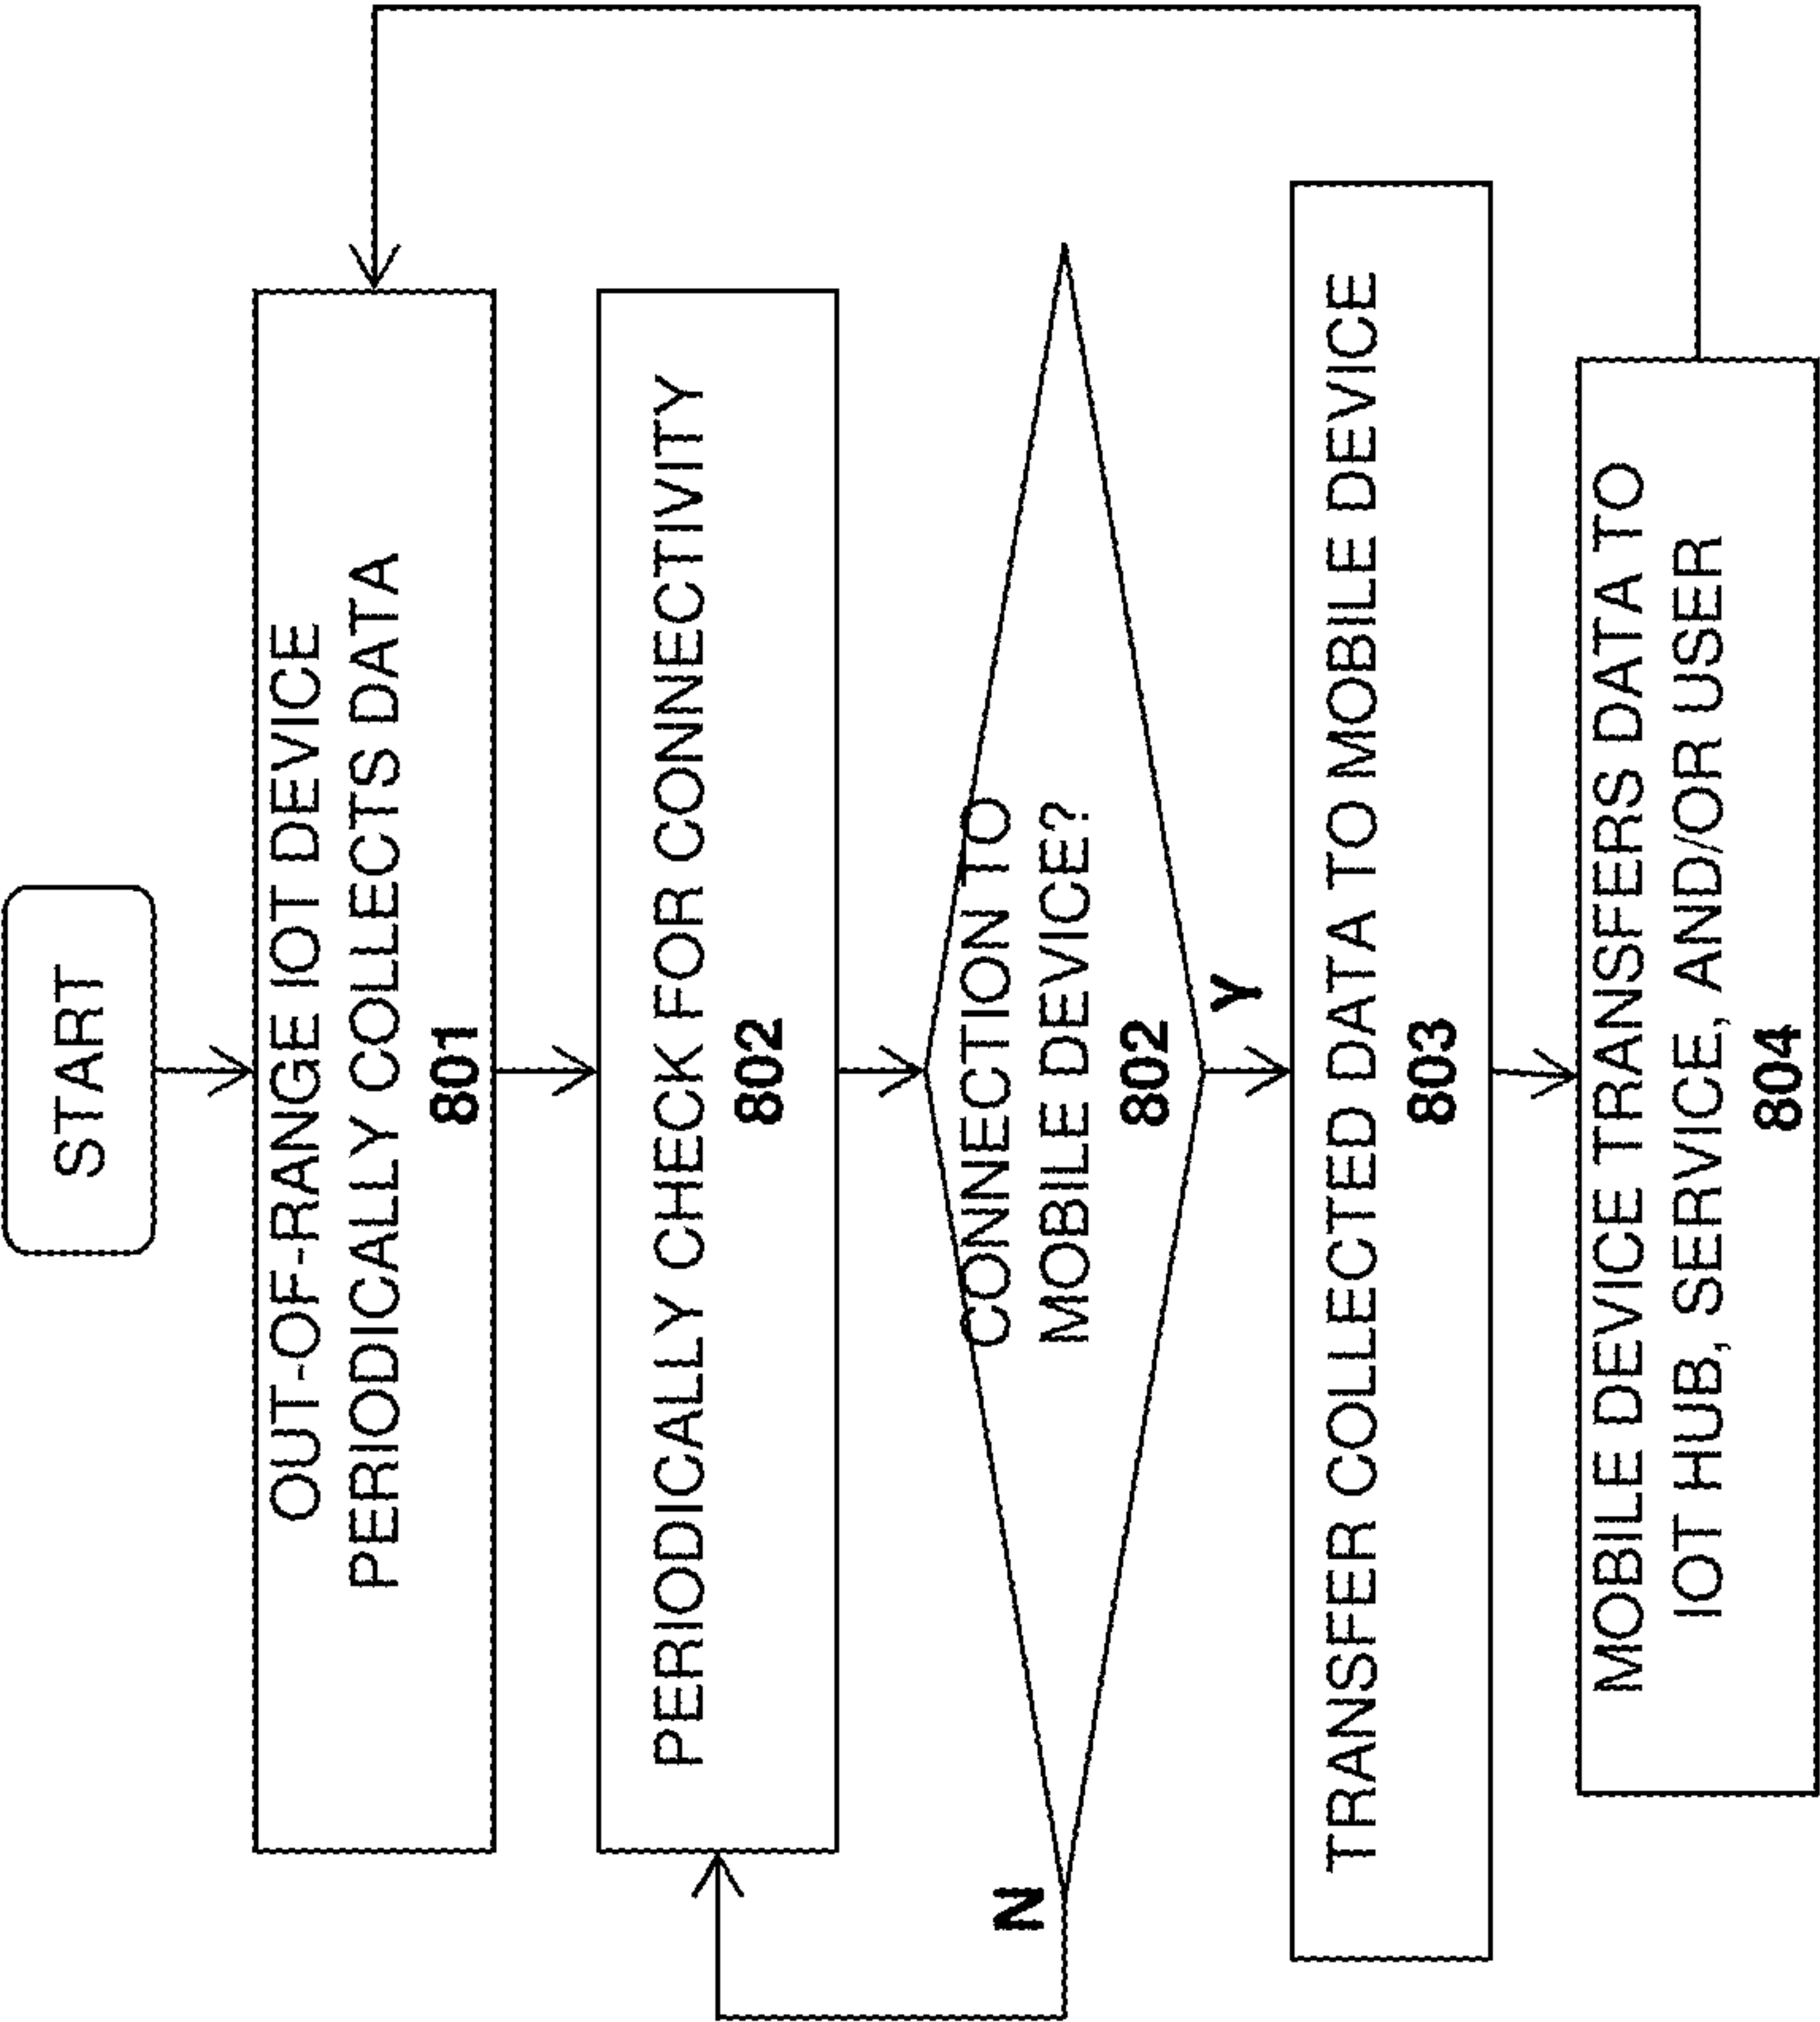 START
OUT-OF-RANGE IOT DEVICE
PERIODICALLY COLLECTS DATA
801
PERIODICALLY CHECK FOR CONNECTIVITY
802
CONNECTION TO
MOBILE DEVICE?
802
N
Y
TRANSFER COLLECTED DATA TO MOBILE DEVICE
803
MOBILE DEVICE TRANSFERS DATA TO
IOT HUB, SERVICE, AND/OR USER
804